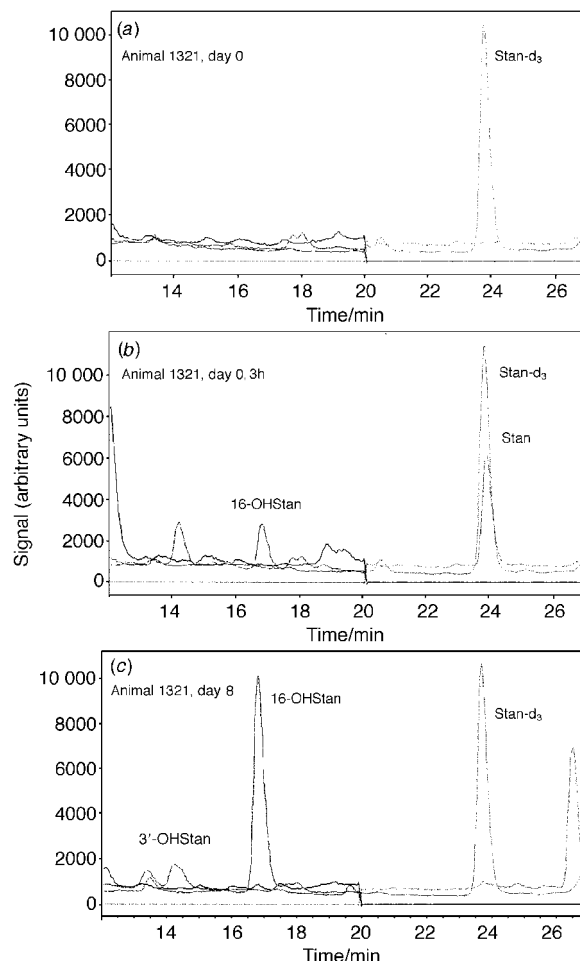 (a)
10 000
Animal 1321, day 0
Stan-d₃
8000
6000
4000
2000
0
14 16 18 20 22 24 26
Time/min
(b)
10 000
Animal 1321, day 0, 3h
Stan-d₃
8000
Stan
6000
4000
16-OHStan
2000
0
14 16 18 20 22 24 26
Time/min
Signal (arbitrary units)
(c)
10 000
Animal 1321, day 8
16-OHStan
Stan-d₃
8000
6000
4000
3'-OHStan
2000
0
14 16 18 20 22 24 26
Time/min